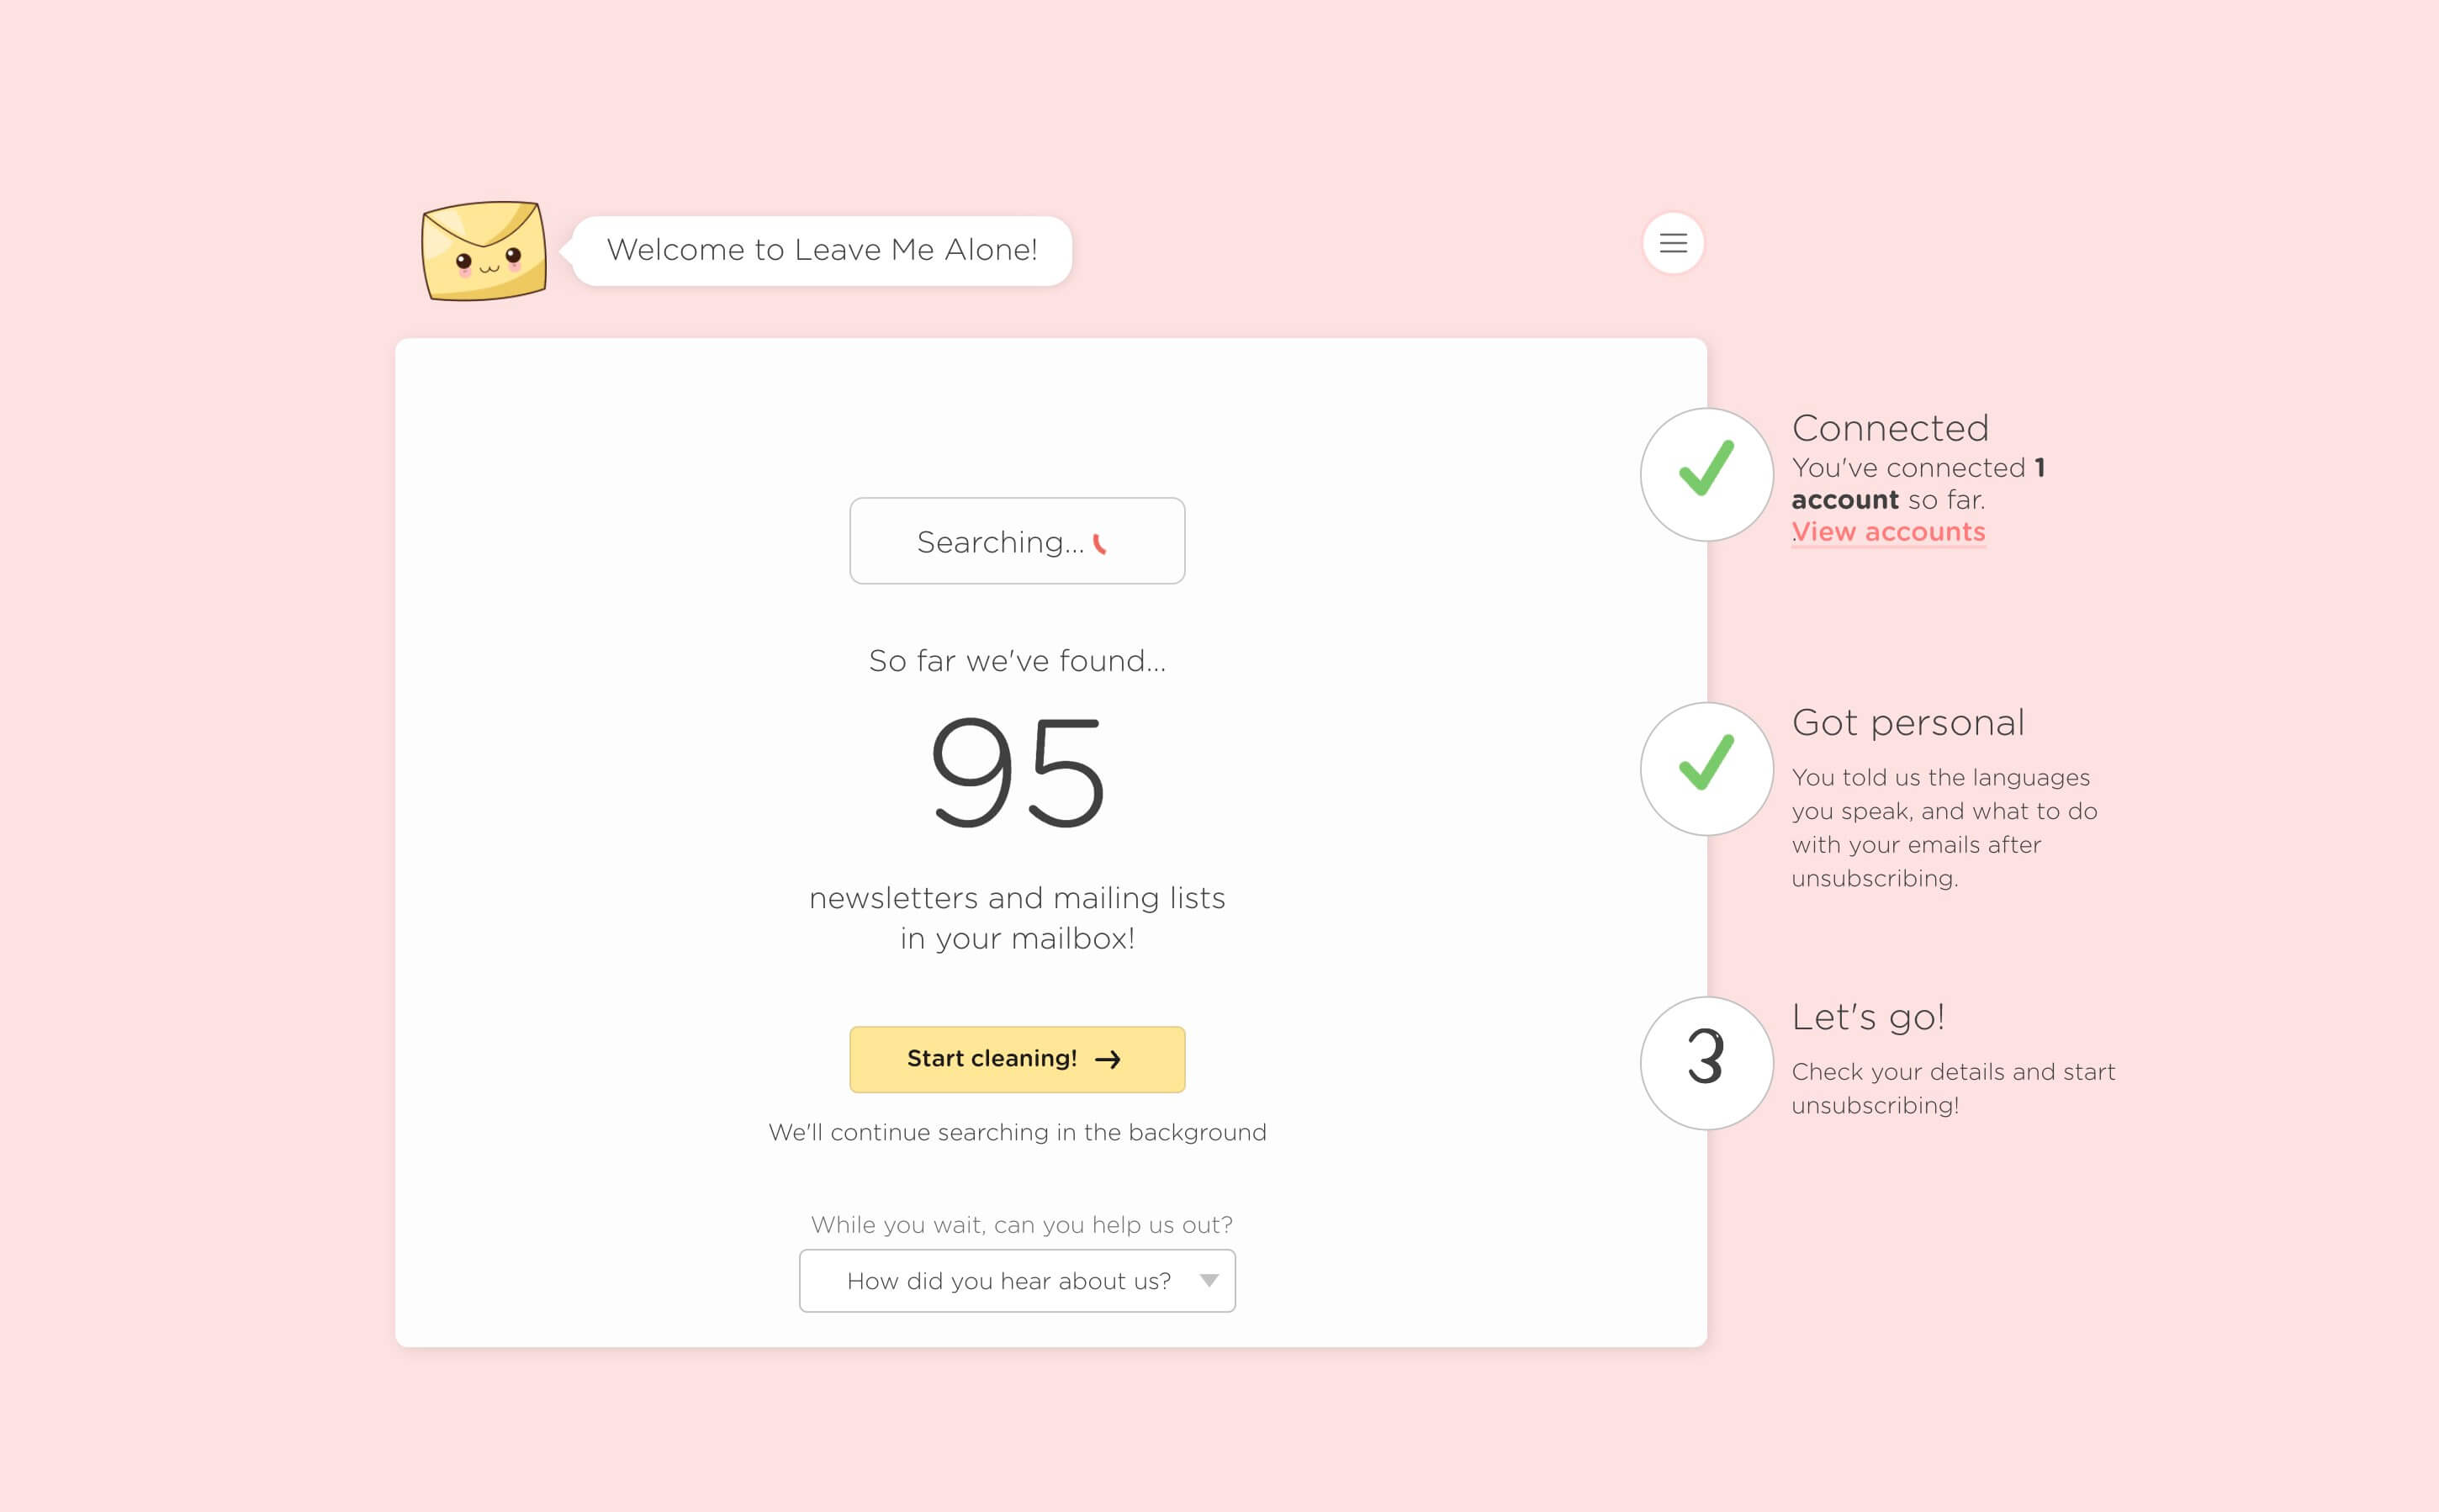 Welcome to Leave Me Alone!
Searching...
So far we've found...
95
newsletters and mailing lists
in your mailbox!
Start cleaning! →
We'll continue searching in the background
While you wait, can you help us out?
How did you hear about us?
Connected
You've connected 1
account so far.
.View accounts
Got personal
You told us the languages
you speak, and what to do
with your emails after
unsubscribing.
3
Let's go!
Check your details and start
unsubscribing!